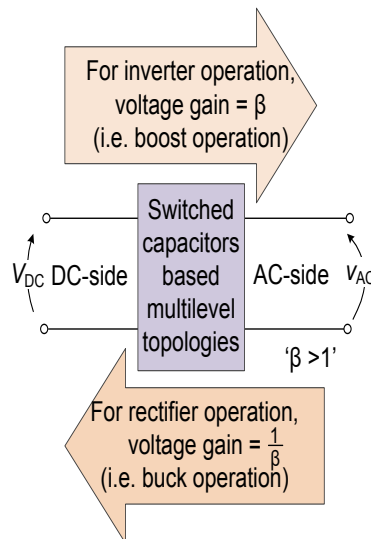 For inverter operation,
voltage gain = β
(i.e. boost operation)
Switched
capacitors
based
multilevel
topologies
V_DC DC-side
AC-side v_AC
‘β >1’
For rectifier operation,
voltage gain = 1/β
(i.e. buck operation)